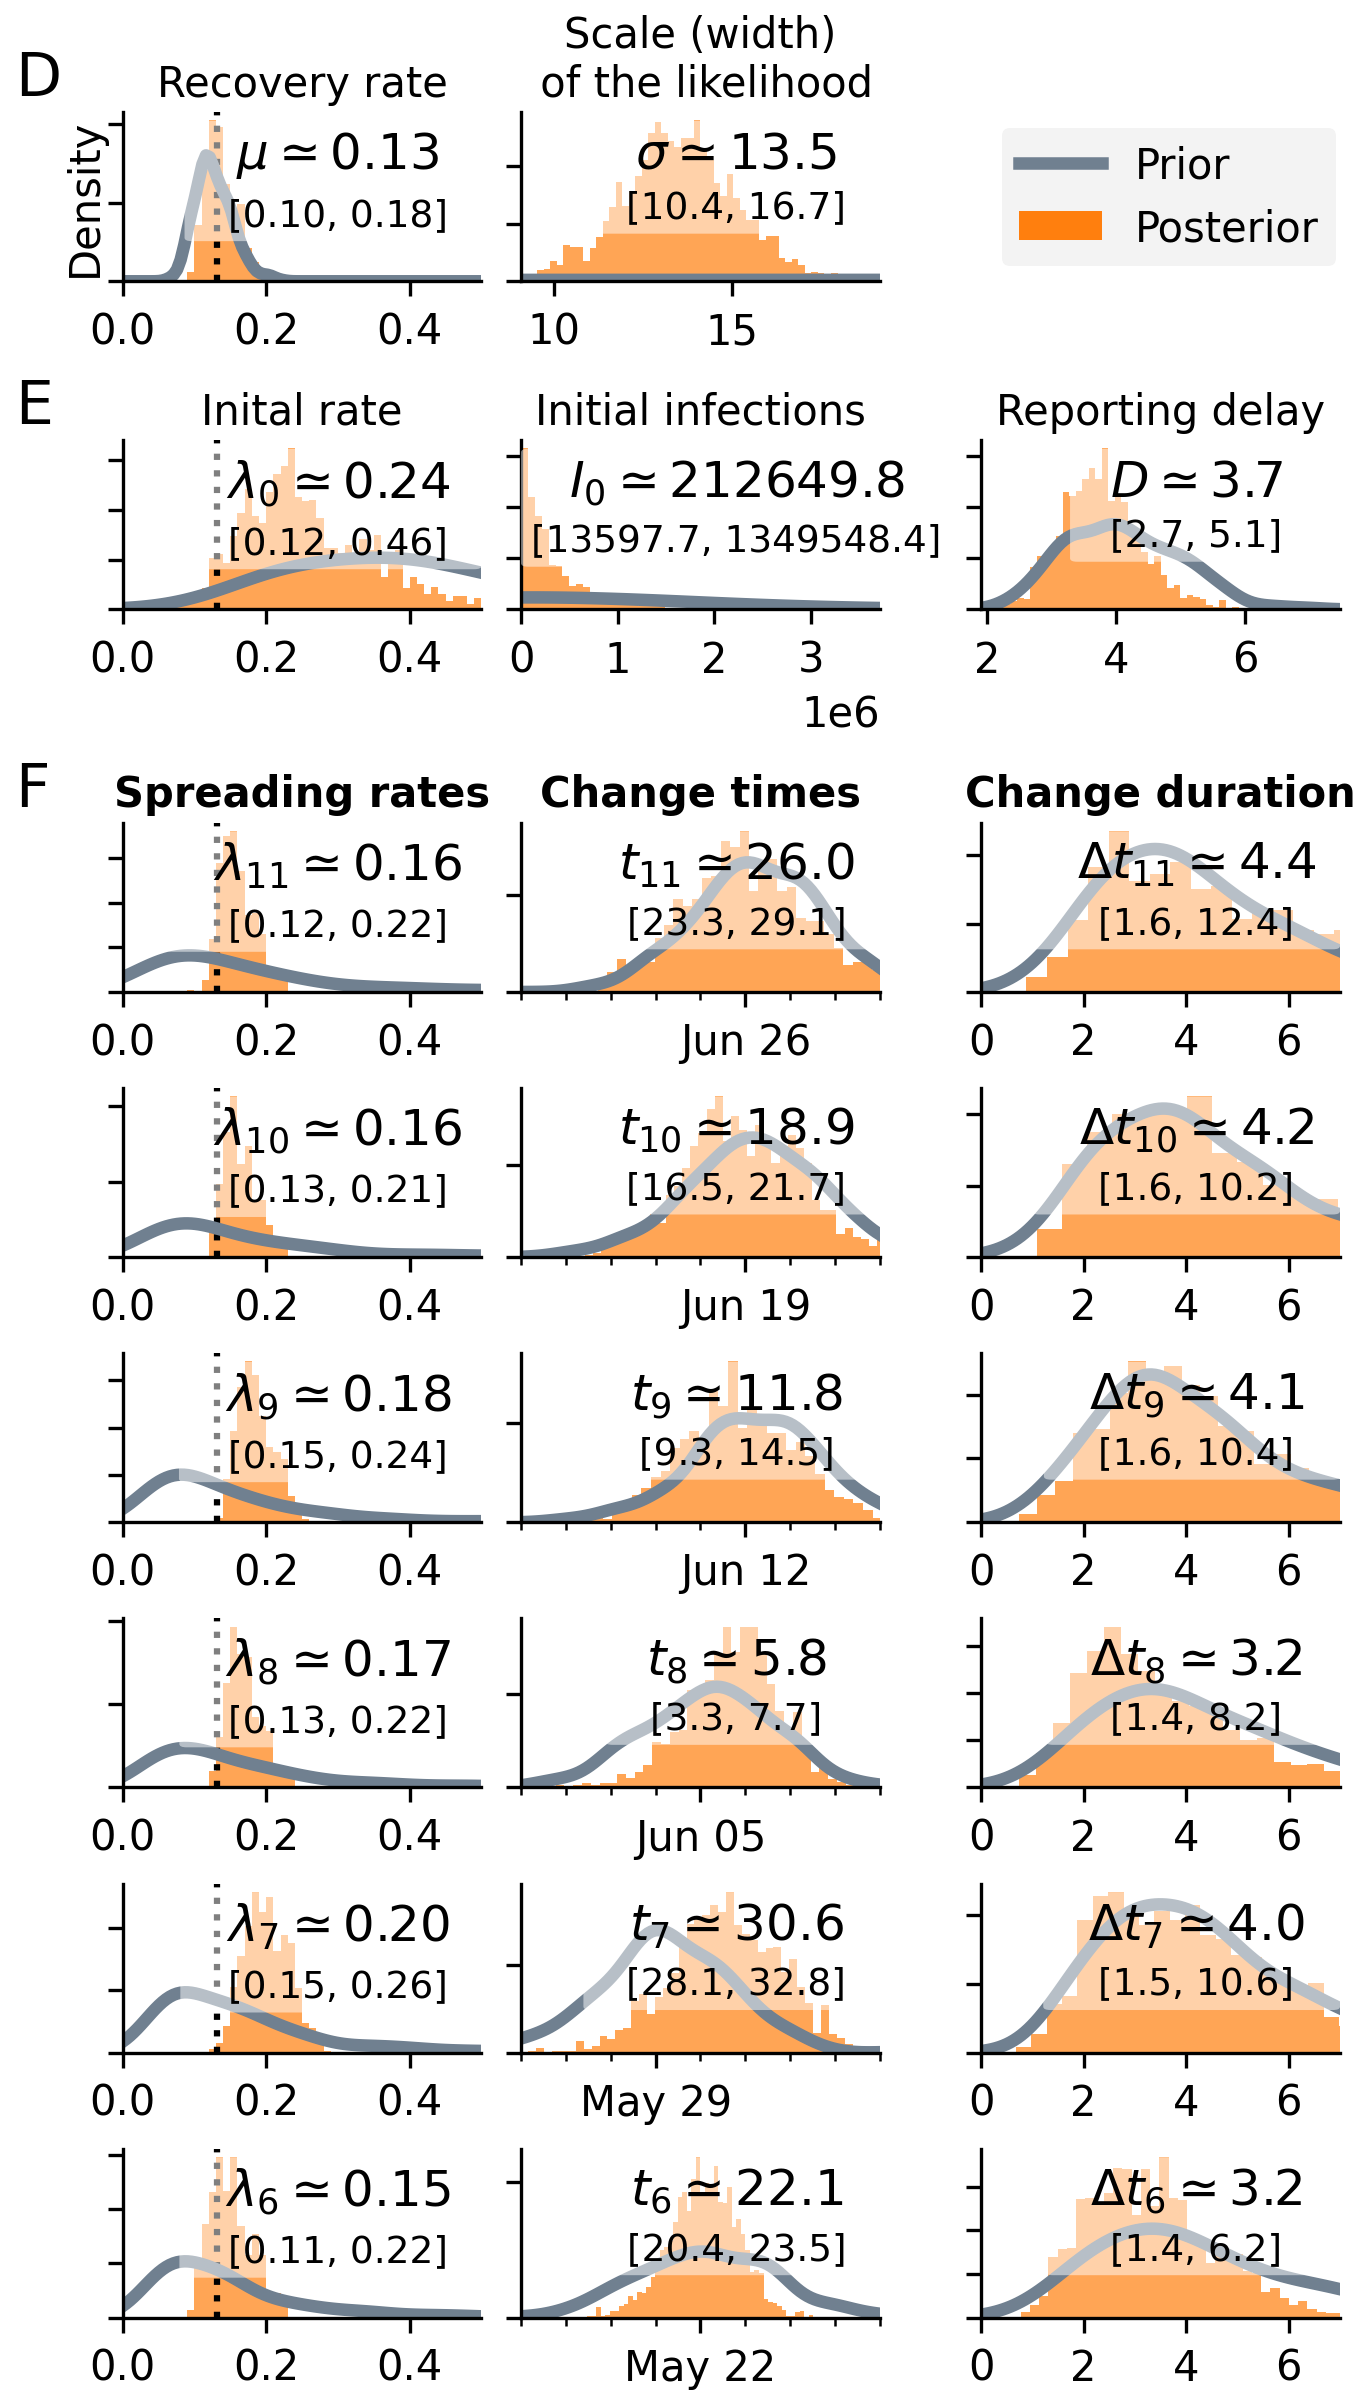 D
Recovery rate
Scale (width)
of the likelihood
Density
μ ≃ 0.13
[0.10, 0.18]
σ ≃ 13.5
[10.4, 16.7]
Prior
Posterior
0.0 0.2 0.4
10 15
E
Inital rate
Initial infections
Reporting delay
λ0 ≃ 0.24
[0.12, 0.46]
I0 ≃ 212649.8
[13597.7, 1349548.4]
D ≃ 3.7
[2.7, 5.1]
0.0 0.2 0.4
0 1 2 3
1e6
2 4 6
F
Spreading rates
Change times
Change duration
λ11 ≃ 0.16
[0.12, 0.22]
t11 ≃ 26.0
[23.3, 29.1]
Δt11 ≃ 4.4
[1.6, 12.4]
0.0 0.2 0.4
Jun 26
0 2 4 6
λ10 ≃ 0.16
[0.13, 0.21]
t10 ≃ 18.9
[16.5, 21.7]
Δt10 ≃ 4.2
[1.6, 10.2]
0.0 0.2 0.4
Jun 19
0 2 4 6
λ9 ≃ 0.18
[0.15, 0.24]
t9 ≃ 11.8
[9.3, 14.5]
Δt9 ≃ 4.1
[1.6, 10.4]
0.0 0.2 0.4
Jun 12
0 2 4 6
λ8 ≃ 0.17
[0.13, 0.22]
t8 ≃ 5.8
[3.3, 7.7]
Δt8 ≃ 3.2
[1.4, 8.2]
0.0 0.2 0.4
Jun 05
0 2 4 6
λ7 ≃ 0.20
[0.15, 0.26]
t7 ≃ 30.6
[28.1, 32.8]
Δt7 ≃ 4.0
[1.5, 10.6]
0.0 0.2 0.4
May 29
0 2 4 6
λ6 ≃ 0.15
[0.11, 0.22]
t6 ≃ 22.1
[20.4, 23.5]
Δt6 ≃ 3.2
[1.4, 6.2]
0.0 0.2 0.4
May 22
0 2 4 6